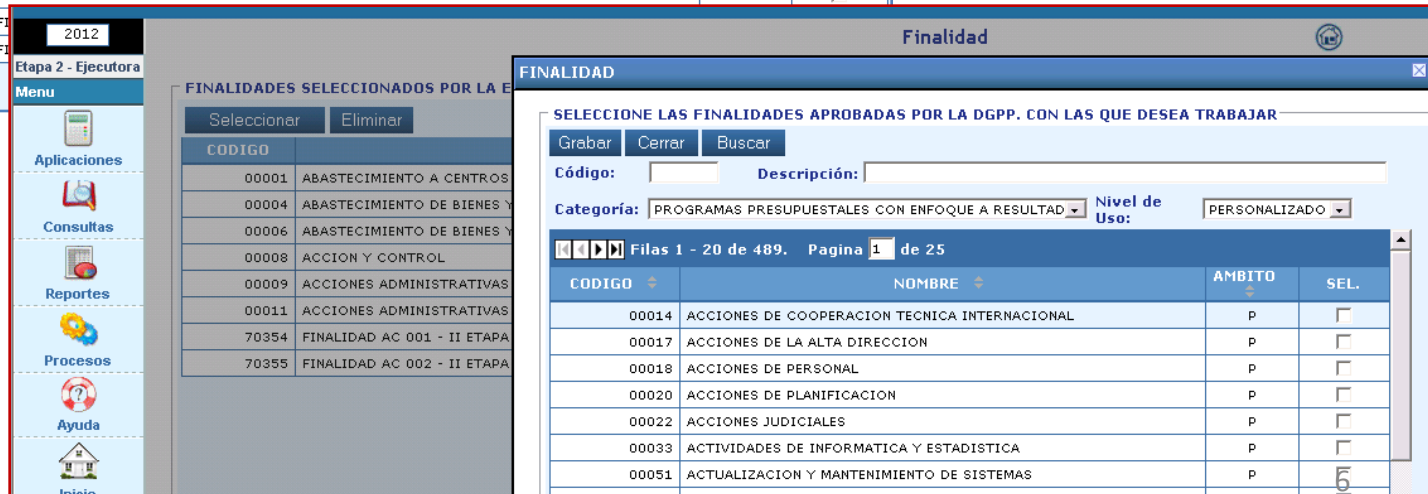 FI
FI
2012
Finalidad
Etapa 2 - Ejecutora
Menu
Aplicaciones
Consultas
Reportes
Procesos
Ayuda
Inicio
FINALIDADES SELECCIONADOS POR LA E
Seleccionar Eliminar
CODIGO
00001 ABASTECIMIENTO A CENTROS
00004 ABASTECIMIENTO DE BIENES Y
00006 ABASTECIMIENTO DE BIENES Y
00008 ACCION Y CONTROL
00009 ACCIONES ADMINISTRATIVAS
00011 ACCIONES ADMINISTRATIVAS
70354 FINALIDAD AC 001 - II ETAPA
70355 FINALIDAD AC 002 - II ETAPA
FINALIDAD
SELECCIONE LAS FINALIDADES APROBADAS POR LA DGPP. CON LAS QUE DESEA TRABAJAR
Grabar Cerrar Buscar
Código: Descripción:
Categoría: PROGRAMAS PRESUPUESTALES CON ENFOQUE A RESULTAD Nivel de Uso: PERSONALIZADO
Filas 1 - 20 de 489. Pagina 1 de 25
CODIGO NOMBRE AMBITO SEL.
00014 ACCIONES DE COOPERACION TECNICA INTERNACIONAL P
00017 ACCIONES DE LA ALTA DIRECCION P
00018 ACCIONES DE PERSONAL P
00020 ACCIONES DE PLANIFICACION P
00022 ACCIONES JUDICIALES P
00033 ACTIVIDADES DE INFORMATICA Y ESTADISTICA P
00051 ACTUALIZACION Y MANTENIMIENTO DE SISTEMAS P
6